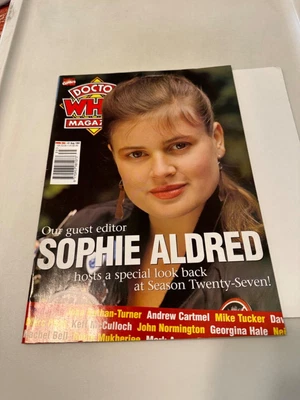 DOCTOR
WHO
MAGAZINE
Our guest editor
SOPHIE ALDRED
hosts a special look back
at Season Twenty-Seven!
Andrew Cartmel Mike Tucker
McCulloch John Normington Georgina Hale
Mukherjee